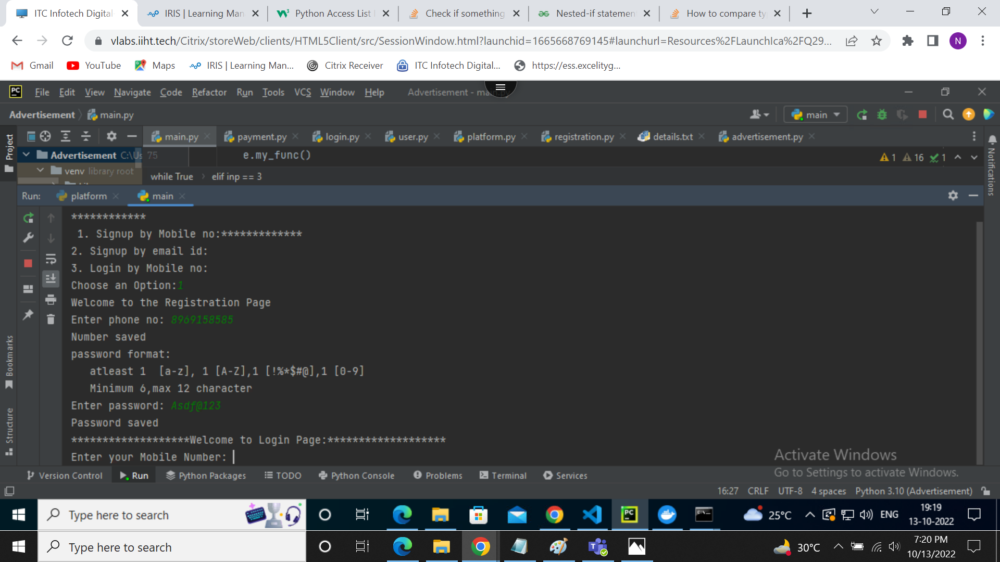 ITC Infotech Digital
IRIS | Learning Man
Python Access List
Check if something
Nested-if statemen
How to compare ty
vlabs.iiht.tech/Citrix/storeWeb/clients/HTML5Client/src/SessionWindow.html?launchid=1665668769145#launchurl=Resources%2FLaunchIca%2FQ29...
N
Gmail YouTube Maps IRIS | Learning Man... Citrix Receiver ITC Infotech Digital... https://ess.excelityg...
PC File Edit View Navigate Code Refactor Run Tools VCS Window Help Advertisement - main.py
Advertisement main.py main
Project
main.py payment.py login.py user.py platform.py registration.py details.txt advertisement.py
Notifications
Advertisement C:\Us 75 e.my_func() 1 16 1
venv library root
while True elif inp == 3
Run: platform main
************
1. Signup by Mobile no:*************
2. Signup by email id:
3. Login by Mobile no:
Choose an Option:1
Welcome to the Registration Page
Enter phone no: 8969158585
Number saved
password format:
atleast 1  [a-z], 1 [A-Z],1 [!%*$#@],1 [0-9]
Minimum 6,max 12 character
Enter password: Asdf@123
Password saved
*******************Welcome to Login Page:*******************
Enter your Mobile Number:
Bookmarks
Structure
Activate Windows
Go to Settings to activate Windows.
Version Control Run Python Packages TODO Python Console Problems Terminal Services
16:27 CRLF UTF-8 4 spaces Python 3.10 (Advertisement)
Type here to search PC 25°C ENG 19:19
13-10-2022
Type here to search 30°C 7:20 PM
10/13/2022